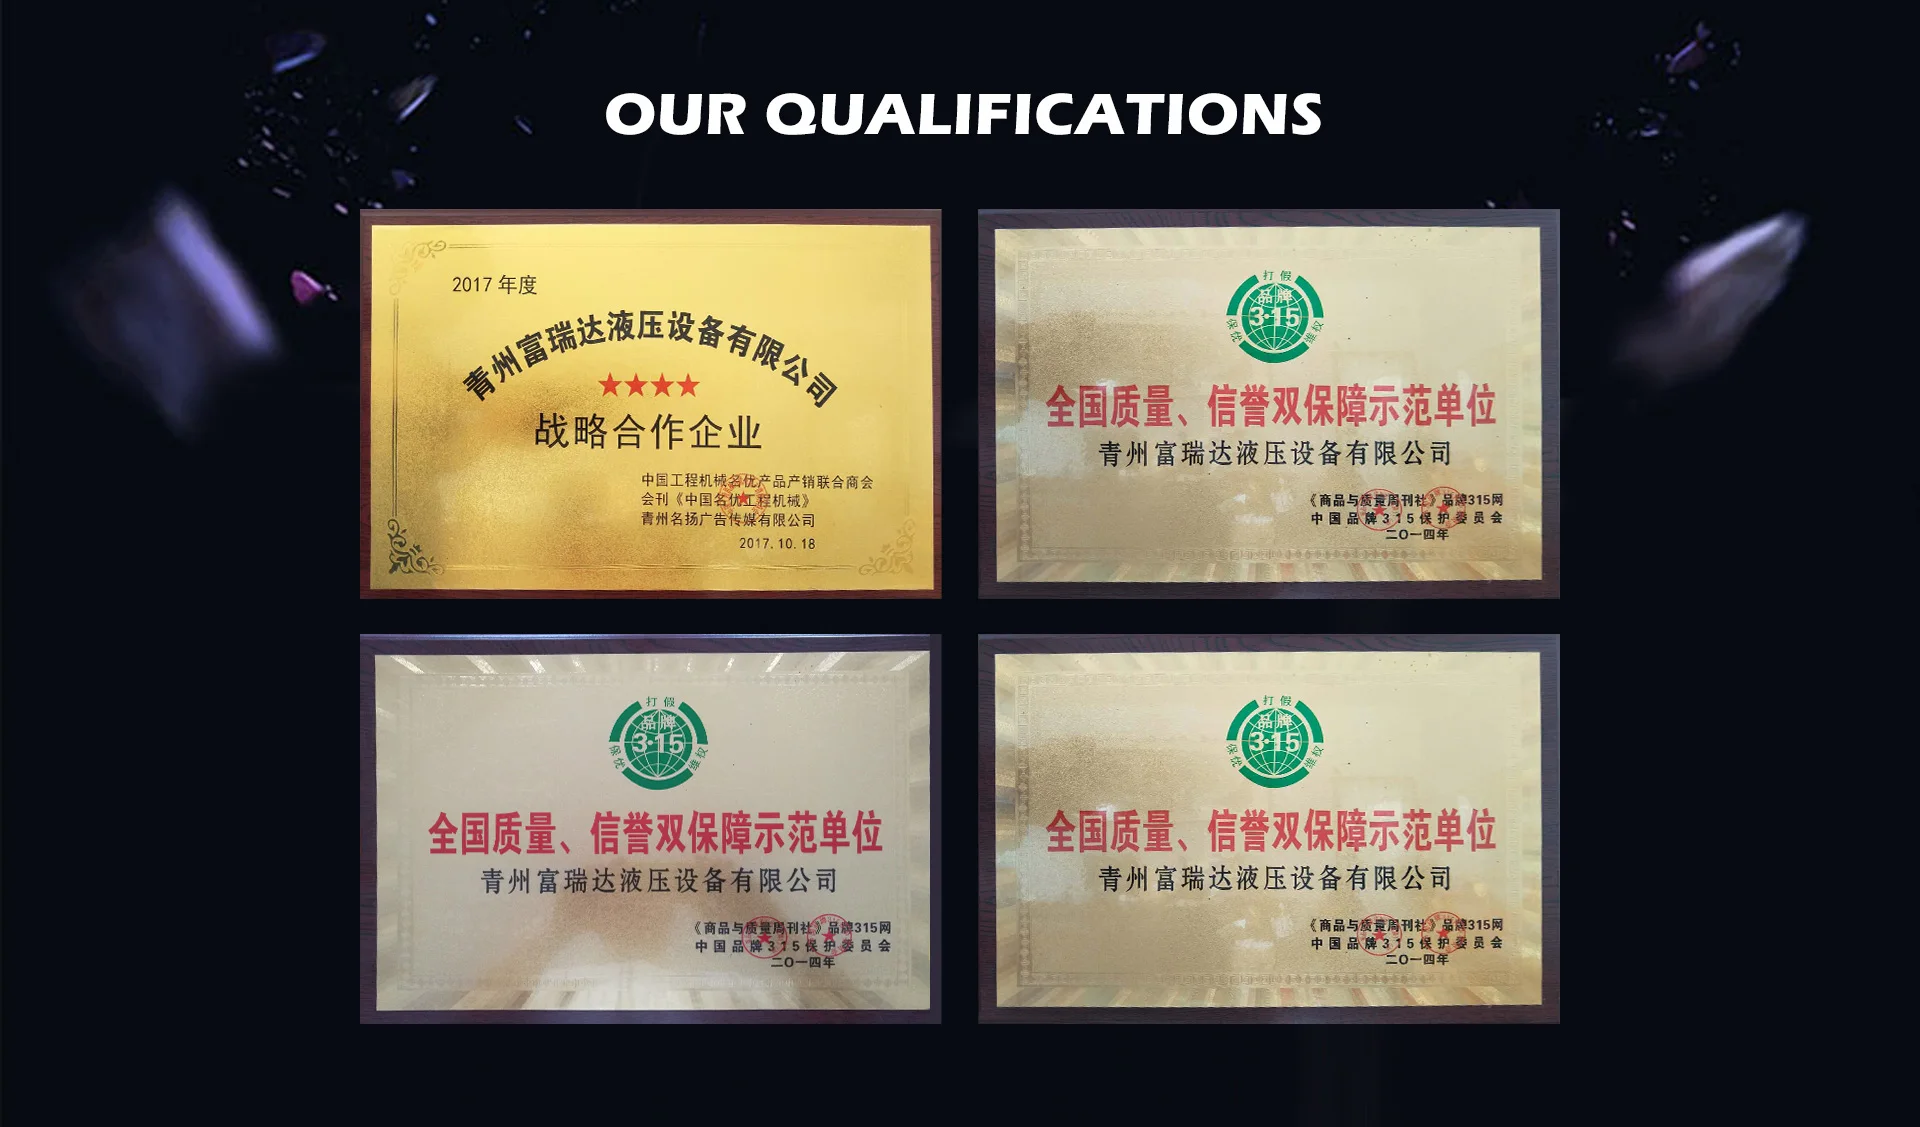 OUR QUALIFICATIONS
2017 年度
青州富瑞达液压设备有限公司
★★★★
战略合作企业
中国工程机械名优产品产销联合商会
会刊《中国名优工程机械》
青州名扬广告传媒有限公司
2017.10.18
打假
品牌
3·15
保优
维权
全国质量、信誉双保障示范单位
青州富瑞达液压设备有限公司
《商品与质量周刊社》品牌315网
中国品牌315保护委员会
二〇一四年
打假
品牌
3·15
保优
维权
全国质量、信誉双保障示范单位
青州富瑞达液压设备有限公司
《商品与质量周刊社》品牌315网
中国品牌315保护委员会
二〇一四年
打假
品牌
3·15
保优
维权
全国质量、信誉双保障示范单位
青州富瑞达液压设备有限公司
《商品与质量周刊社》品牌315网
中国品牌315保护委员会
二〇一四年